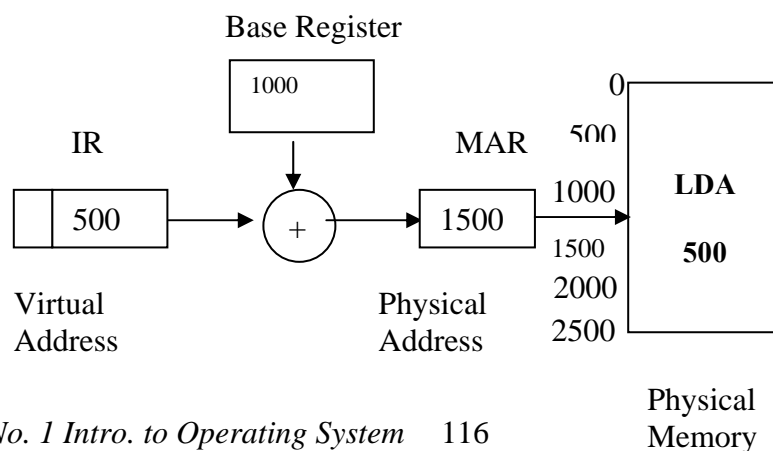 Base Register
1000
IR
MAR
0
500
1000
1500
2000
2500
LDA
500
500
+
1500
Virtual
Address
Physical
Address
Physical
Memory
No. 1 Intro. to Operating System 116